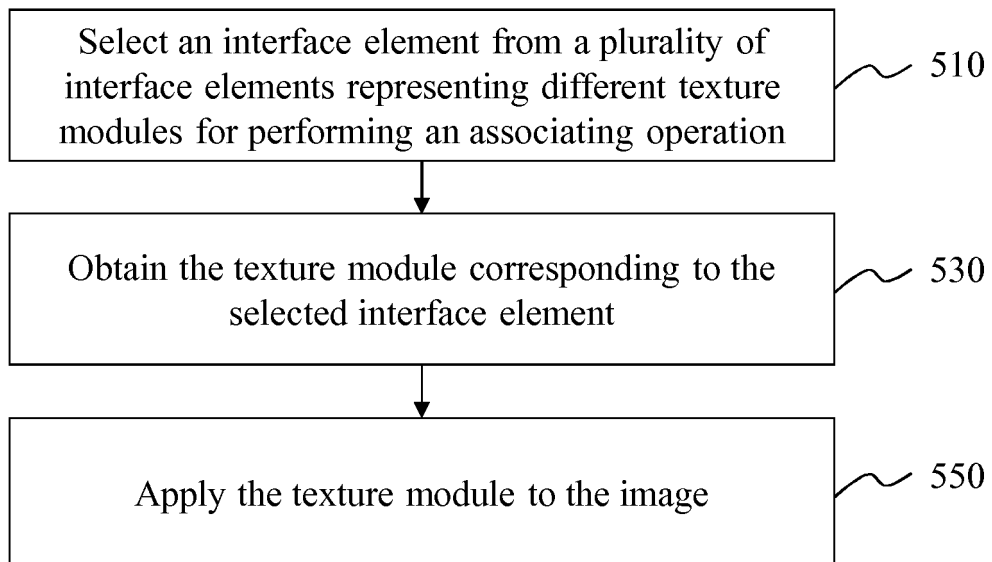 Select an interface element from a plurality of
interface elements representing different texture
modules for performing an associating operation
510
Obtain the texture module corresponding to the
selected interface element
530
Apply the texture module to the image
550